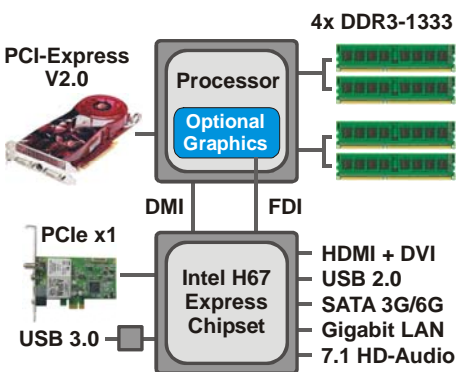 4x DDR3-1333
PCI-Express
V2.0
Processor
Optional
Graphics
DMI
FDI
PCIe x1
Intel H67
Express
Chipset
USB 3.0
HDMI + DVI
USB 2.0
SATA 3G/6G
Gigabit LAN
7.1 HD-Audio